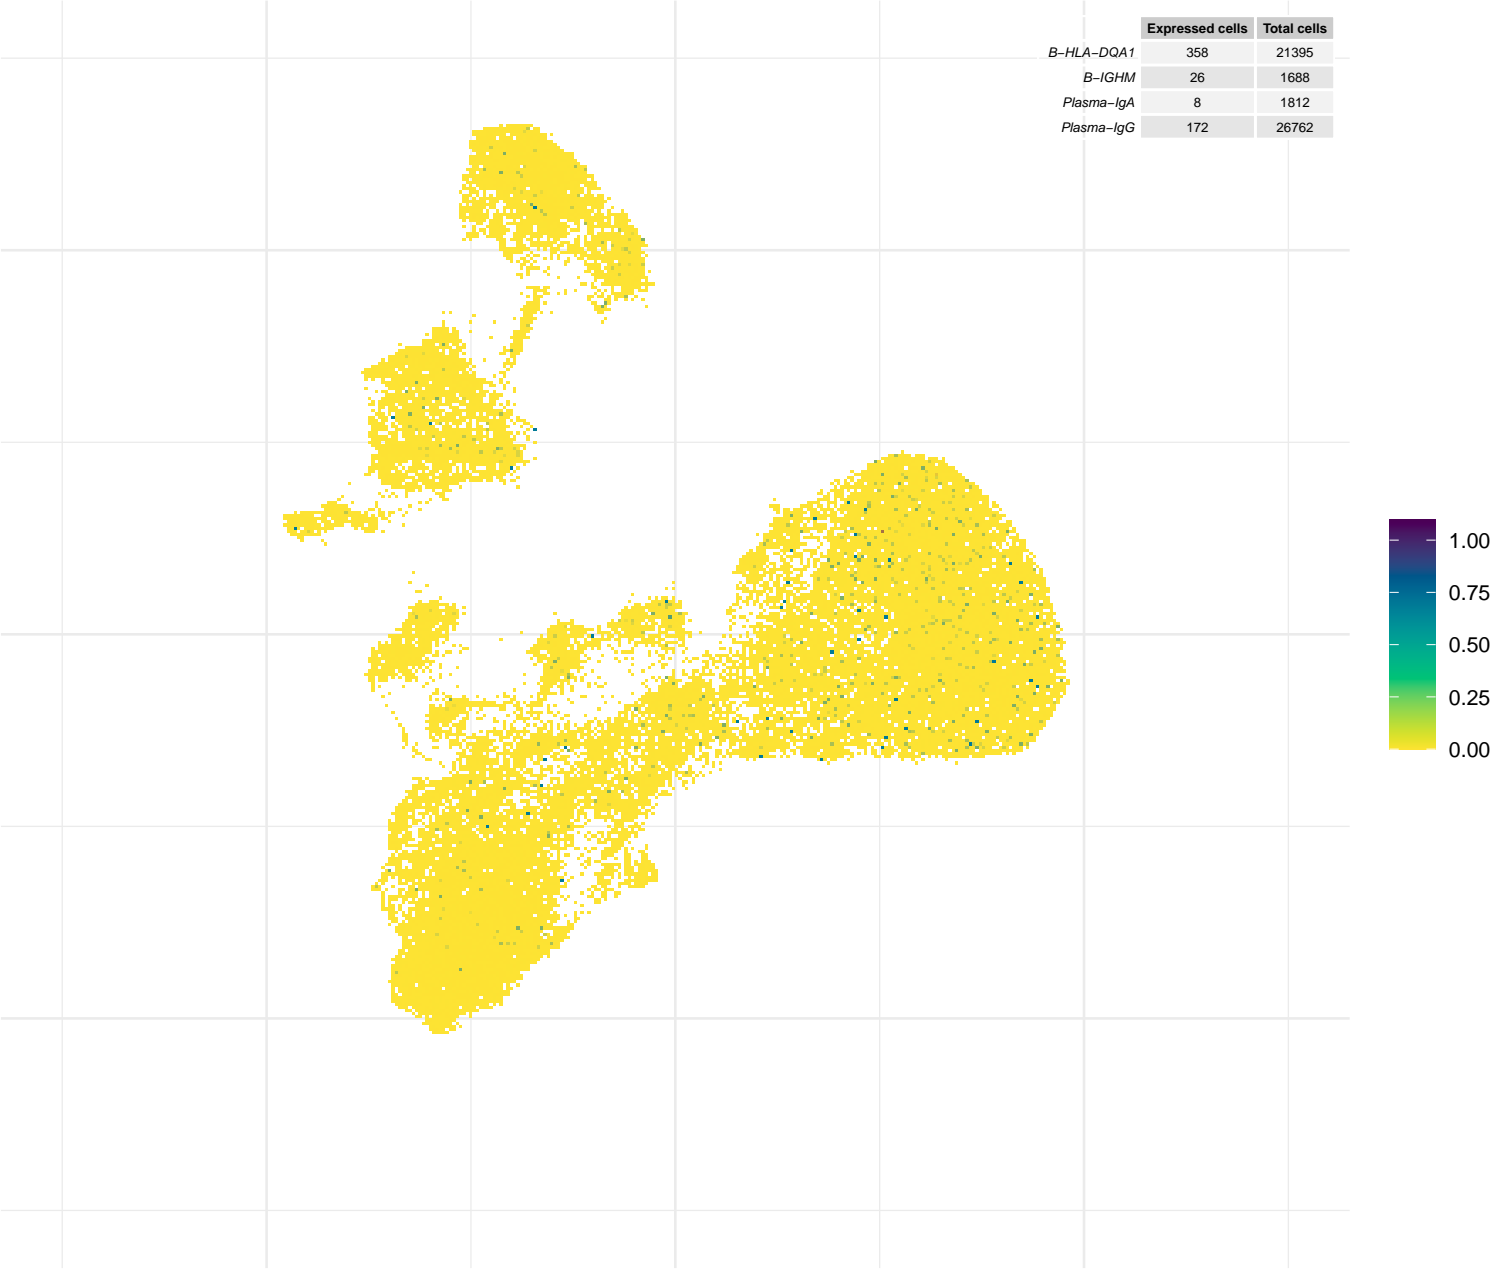 Expressed cells Total cells
B−HLA−DQA1 358 21395
B−IGHM 26 1688
Plasma−IgA 8 1812
Plasma−IgG 172 26762
1.00
0.75
0.50
0.25
0.00